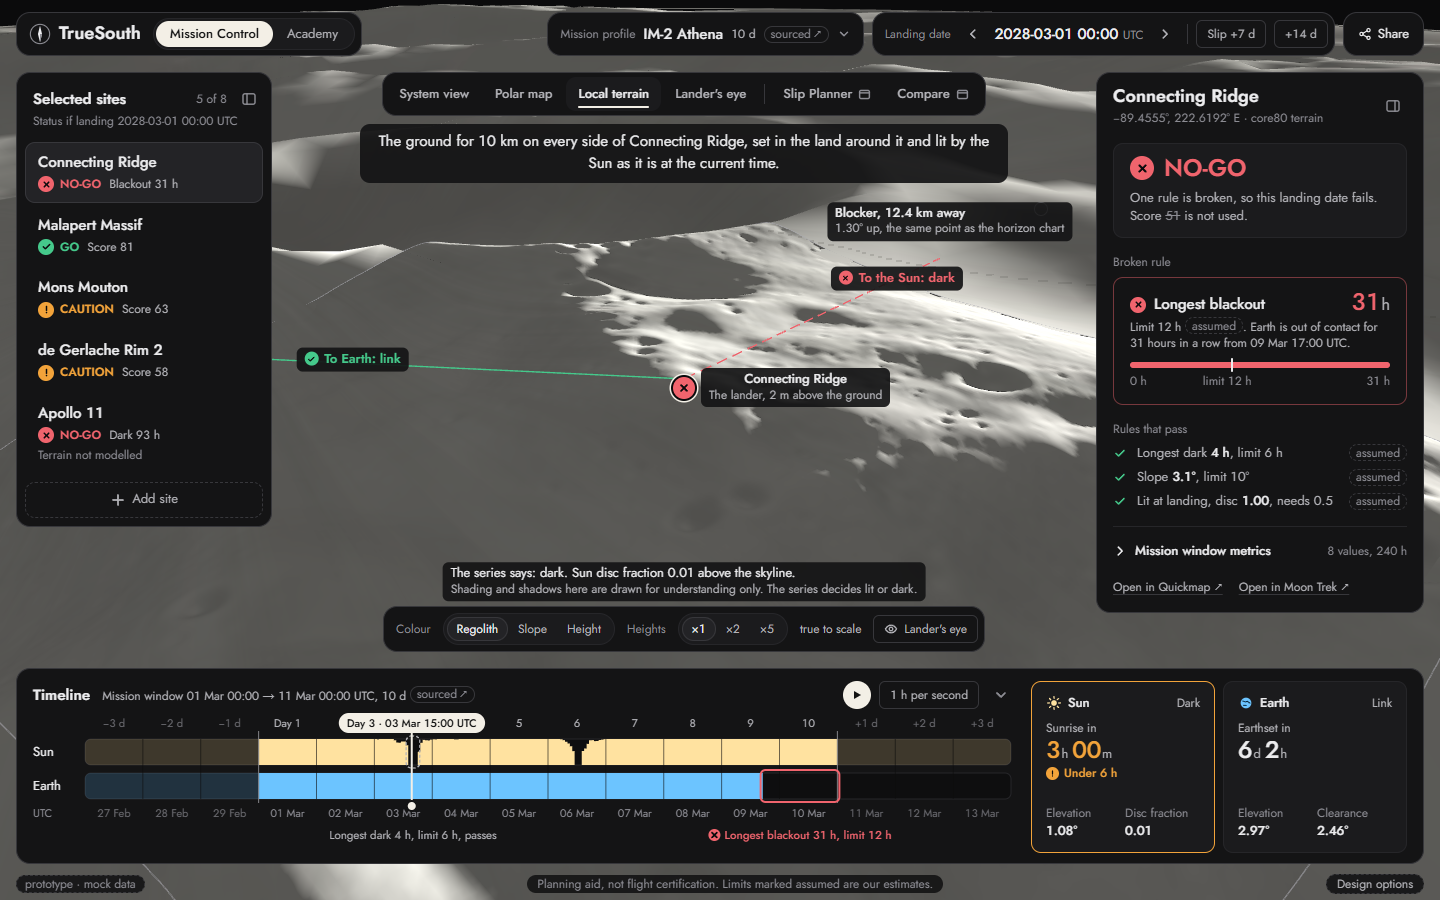 TrueSouth
Mission Control
Academy
Mission profile IM-2 Athena 10 d sourced ↗
Landing date 2028-03-01 00:00 UTC
Slip +7 d
+14 d
Share
Selected sites 5 of 8
Status if landing 2028-03-01 00:00 UTC
Connecting Ridge
NO-GO Blackout 31 h
Malapert Massif
GO Score 81
Mons Mouton
CAUTION Score 63
de Gerlache Rim 2
CAUTION Score 58
Apollo 11
NO-GO Dark 93 h
Terrain not modelled
+ Add site
System view
Polar map
Local terrain
Lander's eye
Slip Planner
Compare
The ground for 10 km on every side of Connecting Ridge, set in the land around it and lit by the
Sun as it is at the current time.
Blocker, 12.4 km away
1.30° up, the same point as the horizon chart
To the Sun: dark
To Earth: link
Connecting Ridge
The lander, 2 m above the ground
The series says: dark. Sun disc fraction 0.01 above the skyline.
Shading and shadows here are drawn for understanding only. The series decides lit or dark.
Colour Regolith Slope Height Heights ×1 ×2 ×5 true to scale Lander's eye
Connecting Ridge
−89.4555°, 222.6192° E · core80 terrain
NO-GO
One rule is broken, so this landing date fails.
Score 51 is not used.
Broken rule
Longest blackout 31 h
Limit 12 h assumed . Earth is out of contact for
31 hours in a row from 09 Mar 17:00 UTC.
0 h limit 12 h 31 h
Rules that pass
Longest dark 4 h, limit 6 h assumed
Slope 3.1°, limit 10° assumed
Lit at landing, disc 1.00, needs 0.5 assumed
Mission window metrics 8 values, 240 h
Open in Quickmap ↗ Open in Moon Trek ↗
Timeline Mission window 01 Mar 00:00 → 11 Mar 00:00 UTC, 10 d sourced ↗
1 h per second
−3 d −2 d −1 d Day 1 Day 3 · 03 Mar 15:00 UTC 5 6 7 8 9 10 +1 d +2 d +3 d
Sun
Earth
UTC 27 Feb 28 Feb 29 Feb 01 Mar 02 Mar 03 Mar 04 Mar 05 Mar 06 Mar 07 Mar 08 Mar 09 Mar 10 Mar 11 Mar 12 Mar 13 Mar
Longest dark 4 h, limit 6 h, passes
Longest blackout 31 h, limit 12 h
Sun Dark
Sunrise in
3 h 00 m
Under 6 h
Elevation Disc fraction
1.08° 0.01
Earth Link
Earthset in
6 d 2 h
Elevation Clearance
2.97° 2.46°
prototype · mock data
Planning aid, not flight certification. Limits marked assumed are our estimates.
Design options